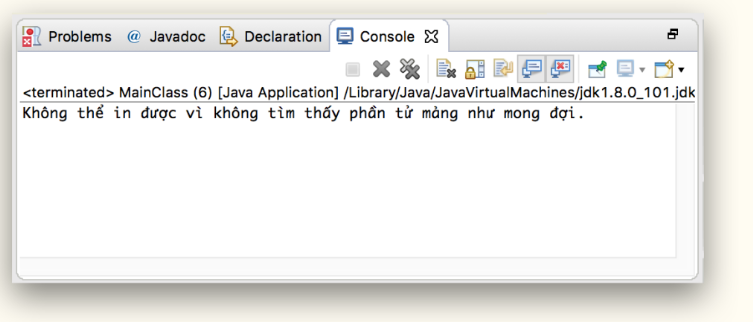 Problems @ Javadoc Declaration Console
<terminated> MainClass (6) [Java Application] /Library/Java/JavaVirtualMachines/jdk1.8.0_101.jdk
Không thể in được vì không tìm thấy phần tử mảng như mong đợi.